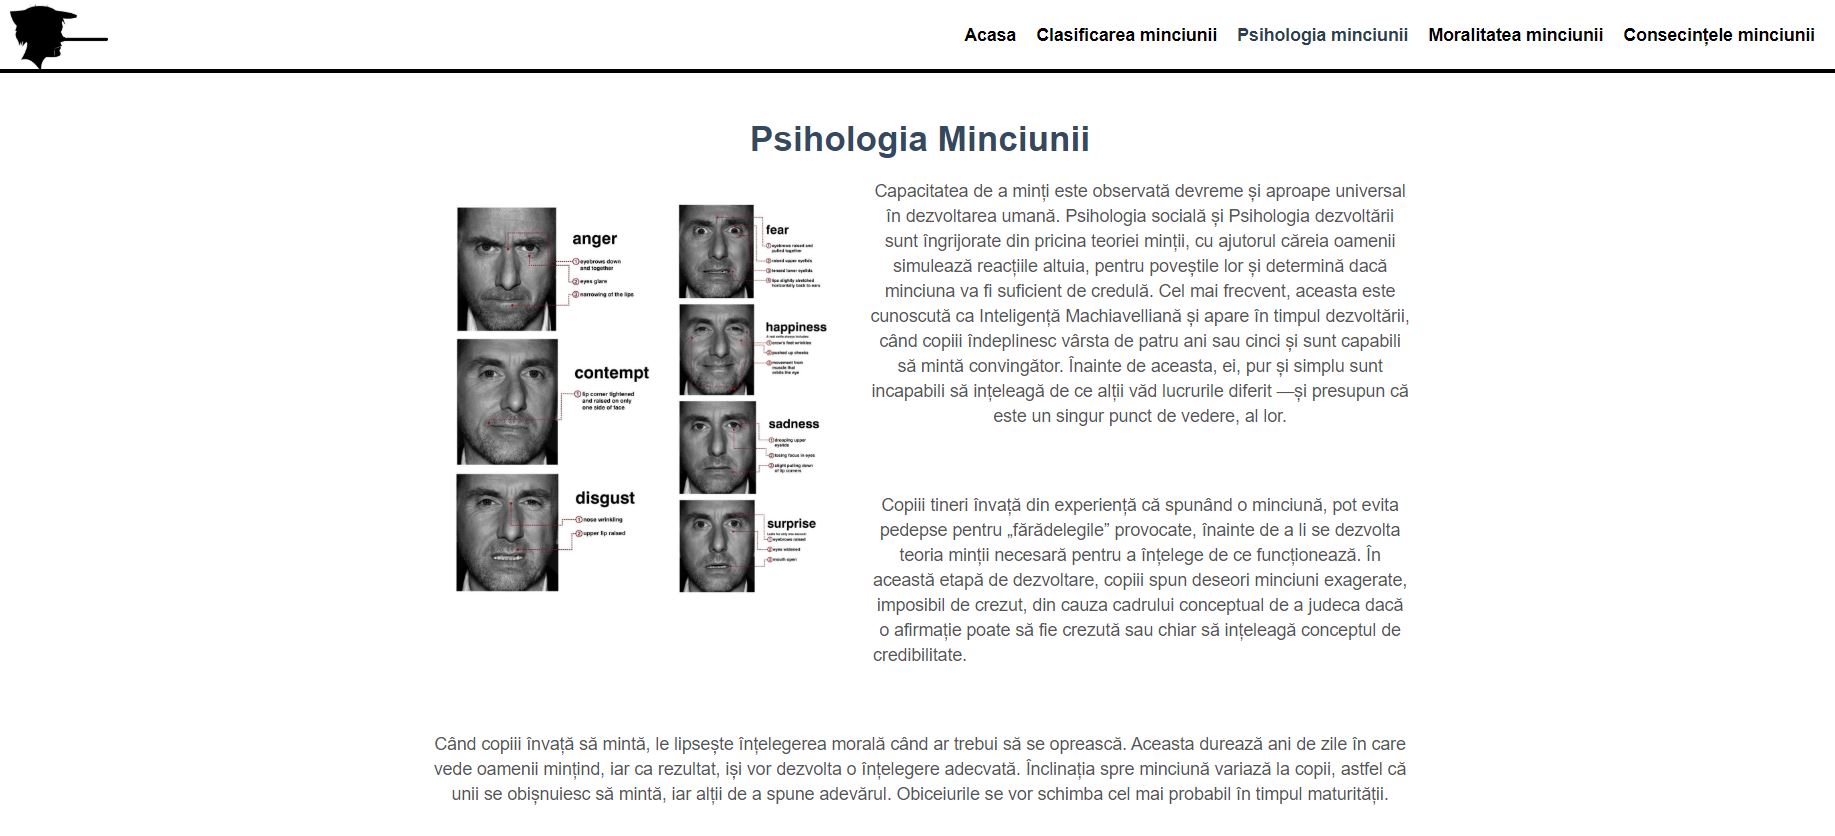 Acasa Clasificarea minciunii Psihologia minciunii Moralitatea minciunii Consecințele minciunii
Psihologia Minciunii
anger
1 eyebrows down
and together
2 eyes glare
3 narrowing of the lips
contempt
1 lip corner tightened
and raised on only
one side of face
disgust
1 nose wrinkling
2 upper lip raised
fear
1 eyebrows raised and
pulled together
2 raised upper eyelids
3 tensed lower eyelids
4 lips slightly stretched
horizontally back to ears
happiness
A real smile always includes:
1 crow's feet wrinkles
2 pushed up cheeks
3 movement from
muscle that
orbits the eye
sadness
1 drooping upper
eyelids
2 losing focus in eyes
3 slight pulling down
of lip corners
surprise
Lasts for only one second:
1 eyebrows raised
2 eyes widened
3 mouth open
Capacitatea de a minți este observată devreme și aproape universal
în dezvoltarea umană. Psihologia socială și Psihologia dezvoltării
sunt îngrijorate din pricina teoriei minții, cu ajutorul căreia oamenii
simulează reacțiile altuia, pentru poveștile lor și determină dacă
minciuna va fi suficient de credulă. Cel mai frecvent, aceasta este
cunoscută ca Inteligență Machiavelliană și apare în timpul dezvoltării,
când copiii îndeplinesc vârsta de patru ani sau cinci și sunt capabili
să mintă convingător. Înainte de aceasta, ei, pur și simplu sunt
incapabili să ințeleagă de ce alții văd lucrurile diferit —și presupun că
este un singur punct de vedere, al lor.
Copiii tineri învață din experiență că spunând o minciună, pot evita
pedepse pentru „fărădelegile” provocate, înainte de a li se dezvolta
teoria minții necesară pentru a înțelege de ce funcționează. În
această etapă de dezvoltare, copiii spun deseori minciuni exagerate,
imposibil de crezut, din cauza cadrului conceptual de a judeca dacă
o afirmație poate să fie crezută sau chiar să ințeleagă conceptul de
credibilitate.
Când copiii învață să mintă, le lipsește înțelegerea morală când ar trebui să se oprească. Aceasta durează ani de zile în care
vede oamenii mințind, iar ca rezultat, iși vor dezvolta o înțelegere adecvată. Înclinația spre minciună variază la copii, astfel că
unii se obișnuiesc să mintă, iar alții de a spune adevărul. Obiceiurile se vor schimba cel mai probabil în timpul maturității.